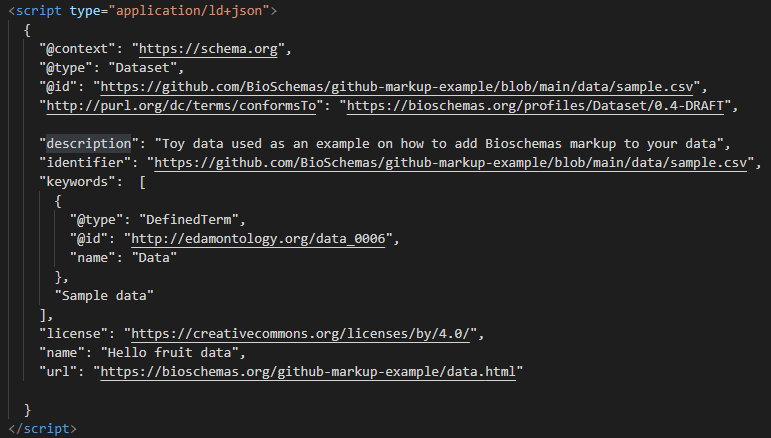 <script type="application/ld+json">
{
"@context": "https://schema.org",
"@type": "Dataset",
"@id": "https://github.com/BioSchemas/github-markup-example/blob/main/data/sample.csv",
"http://purl.org/dc/terms/conformsTo": "https://bioschemas.org/profiles/Dataset/0.4-DRAFT",
"description": "Toy data used as an example on how to add Bioschemas markup to your data",
"identifier": "https://github.com/BioSchemas/github-markup-example/blob/main/data/sample.csv",
"keywords":  [
{
"@type": "DefinedTerm",
"@id": "http://edamontology.org/data_0006",
"name": "Data"
},
"Sample data"
],
"license": "https://creativecommons.org/licenses/by/4.0/",
"name": "Hello fruit data",
"url": "https://bioschemas.org/github-markup-example/data.html"
}
</script>